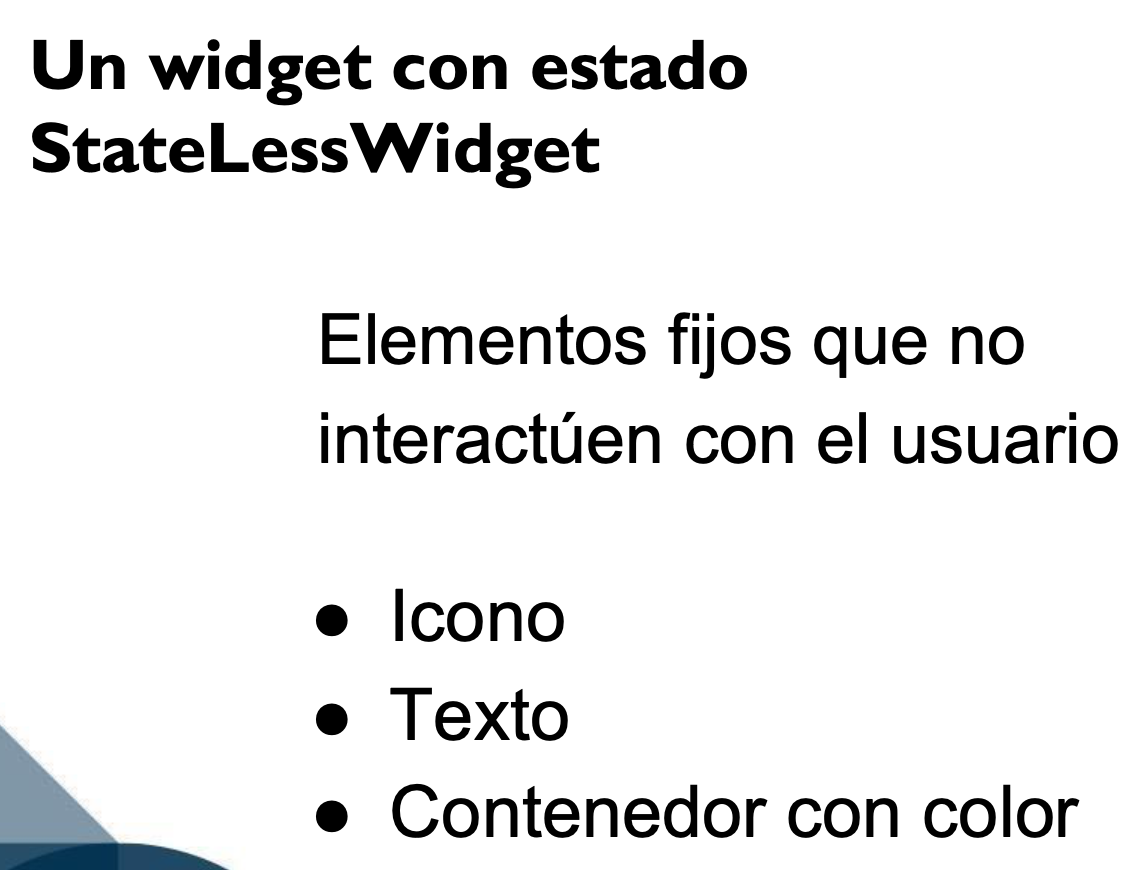 Un widget con estado
StateLessWidget
Elementos fijos que no
interactúen con el usuario
● Icono
● Texto
● Contenedor con color